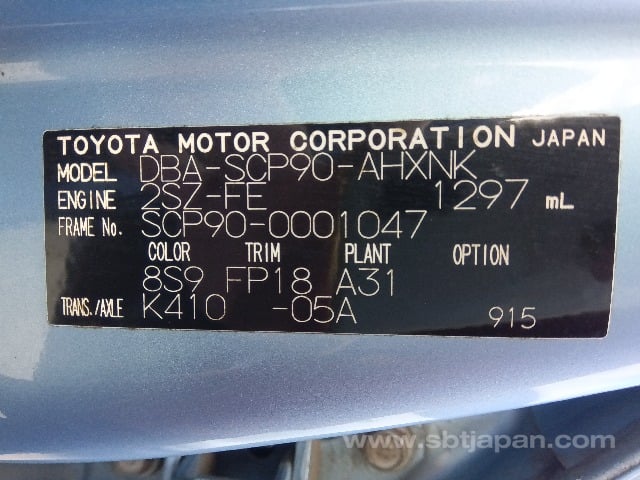 TOYOTA MOTOR CORPORATION JAPAN
MODEL DBA-SCP90-AHXNK
ENGINE 2SZ-FE 1297 mL
FRAME No. SCP90-0001047
COLOR TRIM PLANT OPTION
8S9 FP18 A31
TRANS./AXLE K410 -05A 915
www.sbtjapan.com